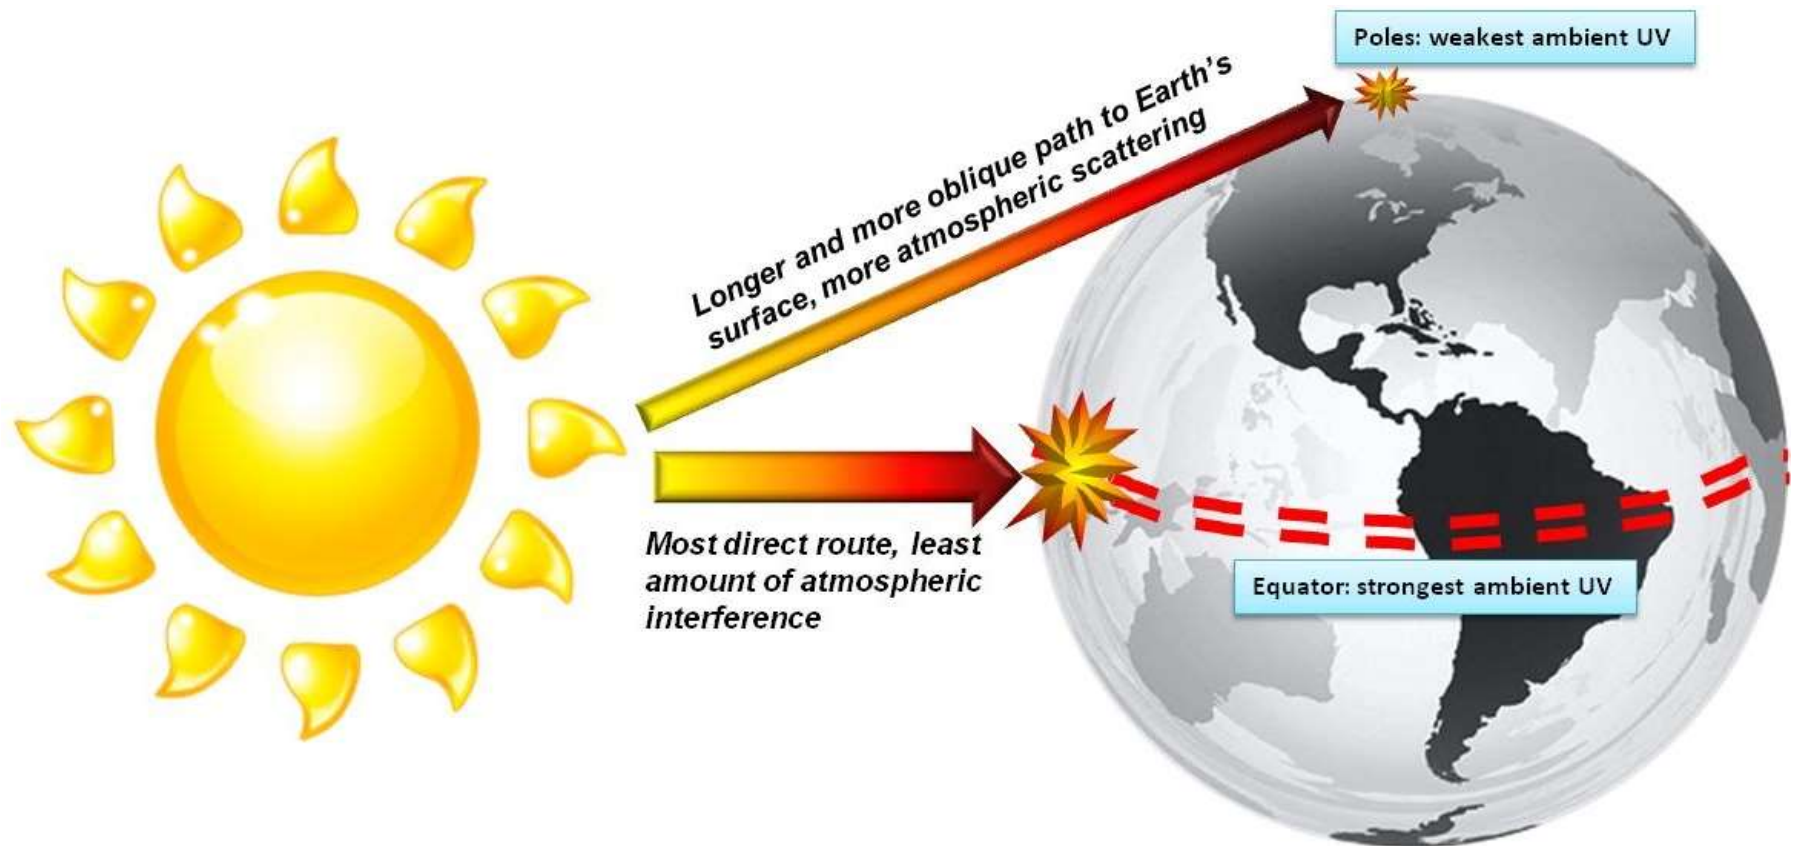 Poles: weakest ambient UV
Longer and more oblique path to Earth's
surface, more atmospheric scattering
Most direct route, least
amount of atmospheric
interference
Equator: strongest ambient UV